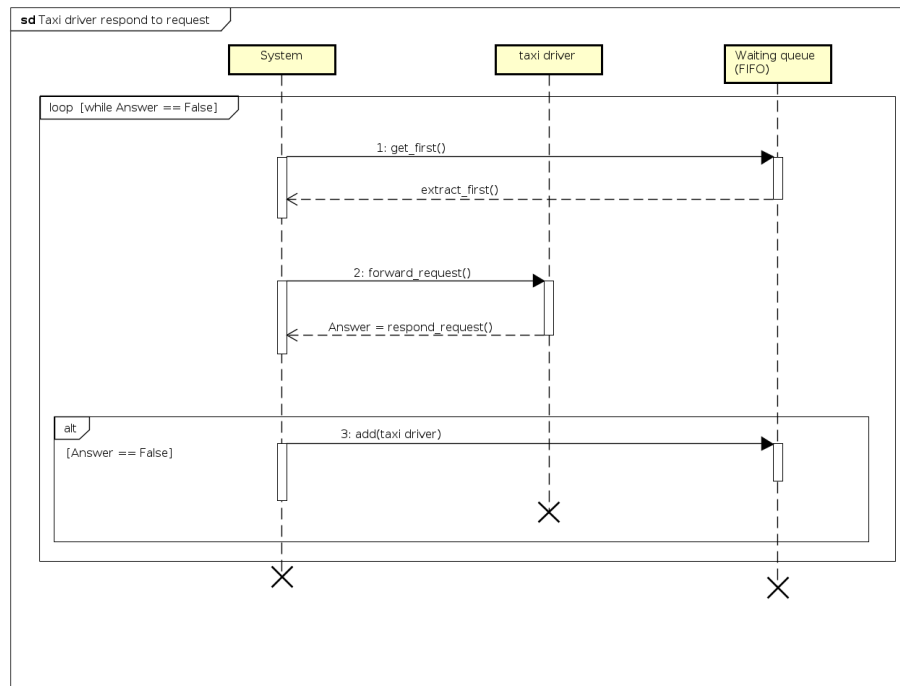 sd Taxi driver respond to request
System
taxi driver
Waiting queue
(FIFO)
loop [while Answer == False]
1: get_first()
extract_first()
2: forward_request()
Answer = respond_request()
alt
3: add(taxi driver)
[Answer == False]